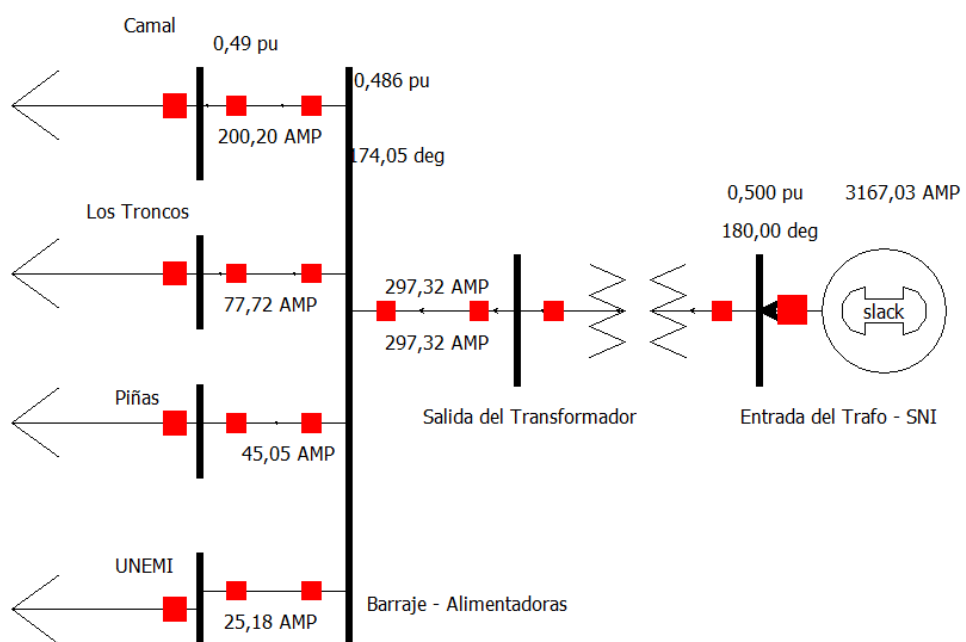 Camal
0,49 pu
0,486 pu
200,20 AMP
174,05 deg
Los Troncos
0,500 pu
3167,03 AMP
180,00 deg
77,72 AMP
297,32 AMP
slack
297,32 AMP
Piñas
Salida del Transformador
Entrada del Trafo - SNI
45,05 AMP
UNEMI
Barraje - Alimentadoras
25,18 AMP